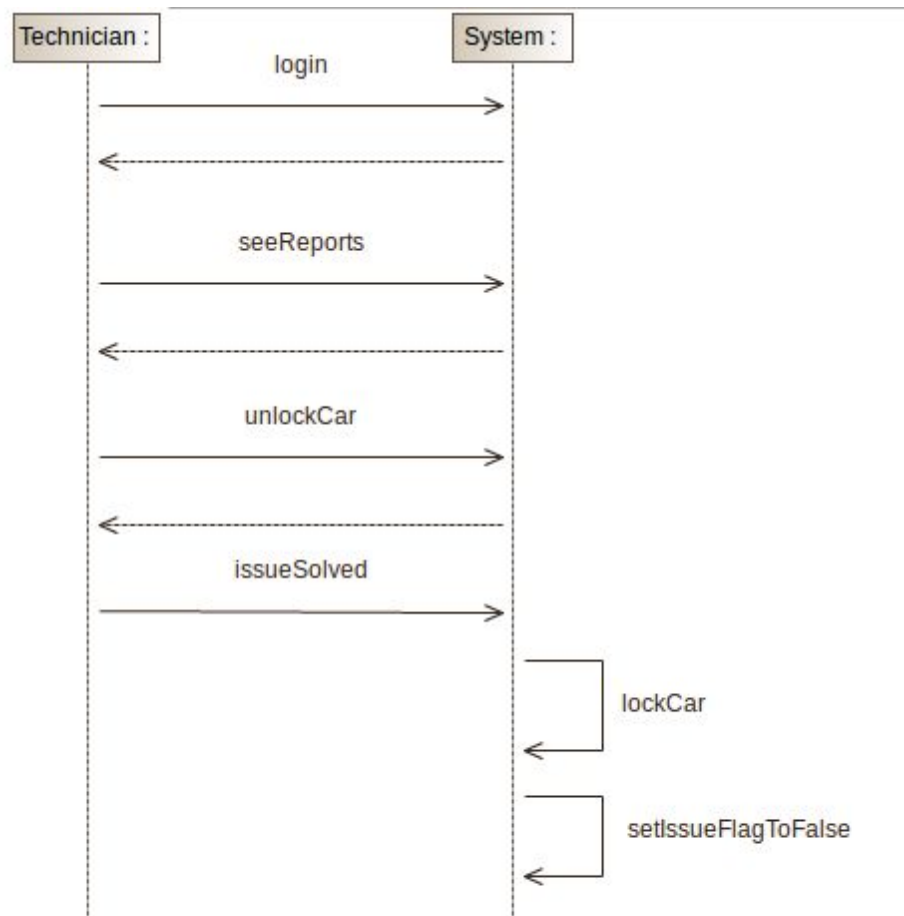 Technician :
System :
login
seeReports
unlockCar
issueSolved
lockCar
setIssueFlagToFalse